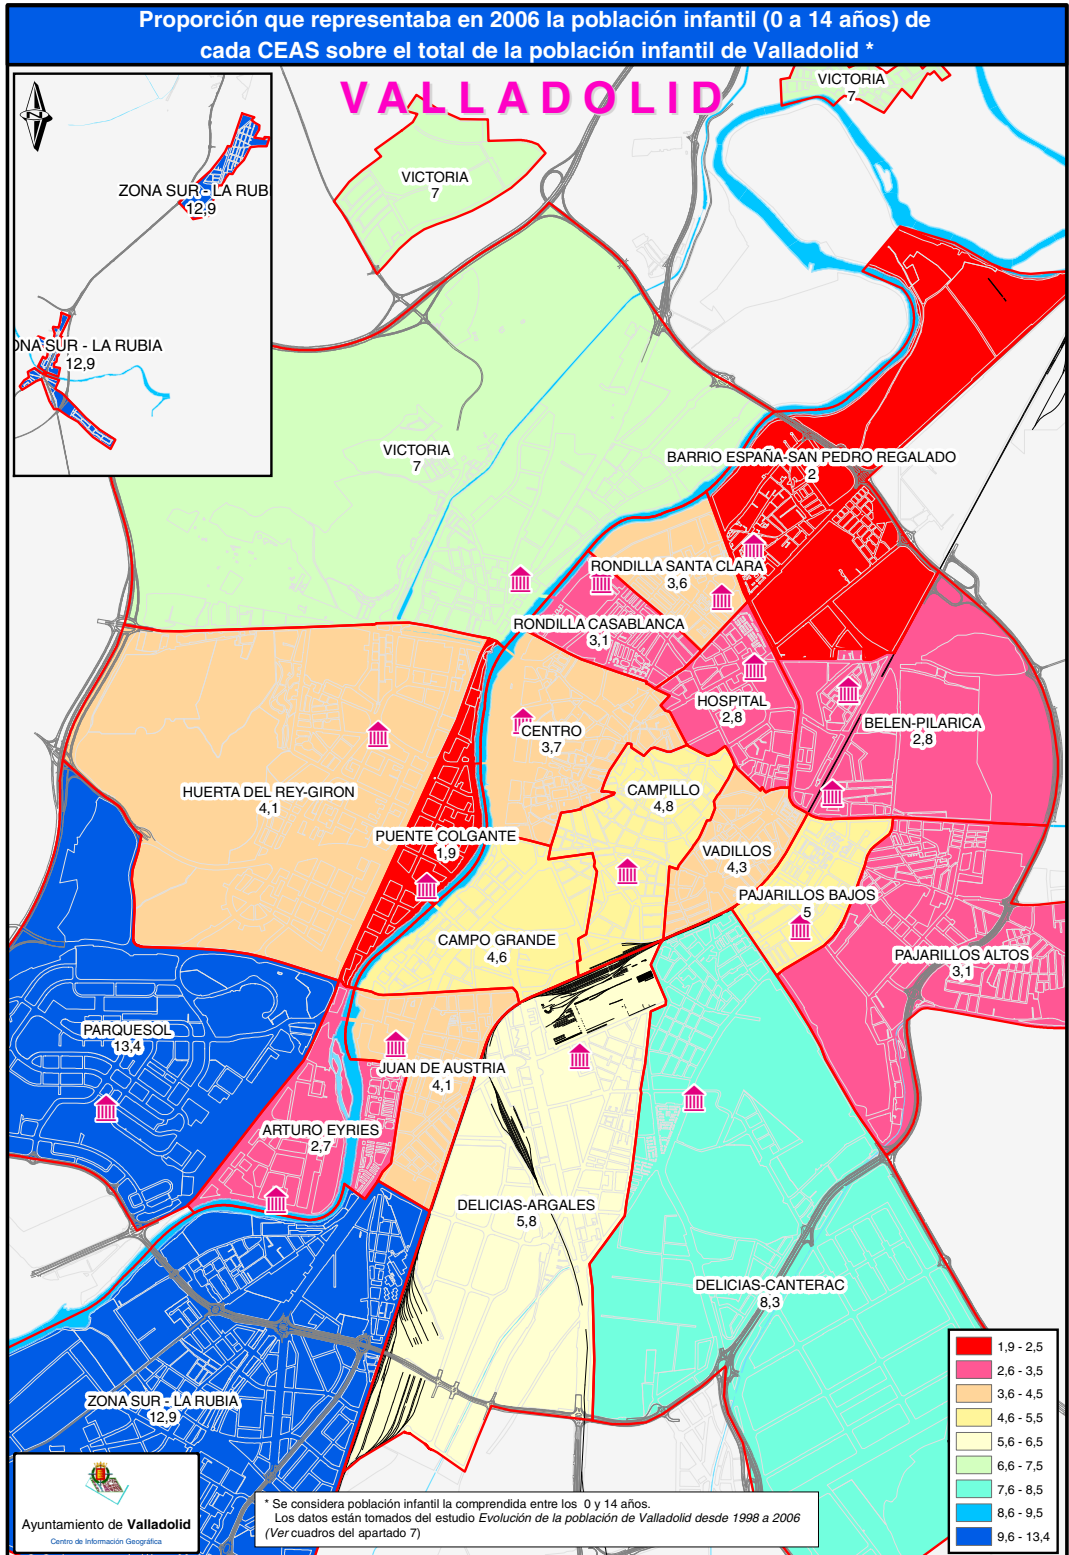 Proporción que representaba en 2006 la población infantil (0 a 14 años) de
cada CEAS sobre el total de la población infantil de Valladolid *
VALLADOLID
VICTORIA
7
VICTORIA
7
N
ZONA SUR - LA RUBI
12,9
ONA SUR - LA RUBIA
12,9
VICTORIA
7
BARRIO ESPAÑA-SAN PEDRO REGALADO
2
RONDILLA SANTA CLARA
3,6
RONDILLA CASABLANCA
3,1
HOSPITAL
2,8
BELEN-PILARICA
2,8
CENTRO
3,7
HUERTA DEL REY-GIRON
4,1
CAMPILLO
4,8
PUENTE COLGANTE
1,9
VADILLOS
4,3
PAJARILLOS BAJOS
5
CAMPO GRANDE
4,6
PAJARILLOS ALTOS
3,1
PARQUESOL
13,4
JUAN DE AUSTRIA
4,1
ARTURO EYRIES
2,7
DELICIAS-ARGALES
5,8
DELICIAS-CANTERAC
8,3
ZONA SUR - LA RUBIA
12,9
1,9 - 2,5
2,6 - 3,5
3,6 - 4,5
4,6 - 5,5
5,6 - 6,5
6,6 - 7,5
7,6 - 8,5
8,6 - 9,5
9,6 - 13,4
Ayuntamiento de Valladolid
Centro de Información Geográfica
* Se considera población infantil la comprendida entre los 0 y 14 años.
Los datos están tomados del estudio Evolución de la población de Valladolid desde 1998 a 2006
(Ver cuadros del apartado 7)